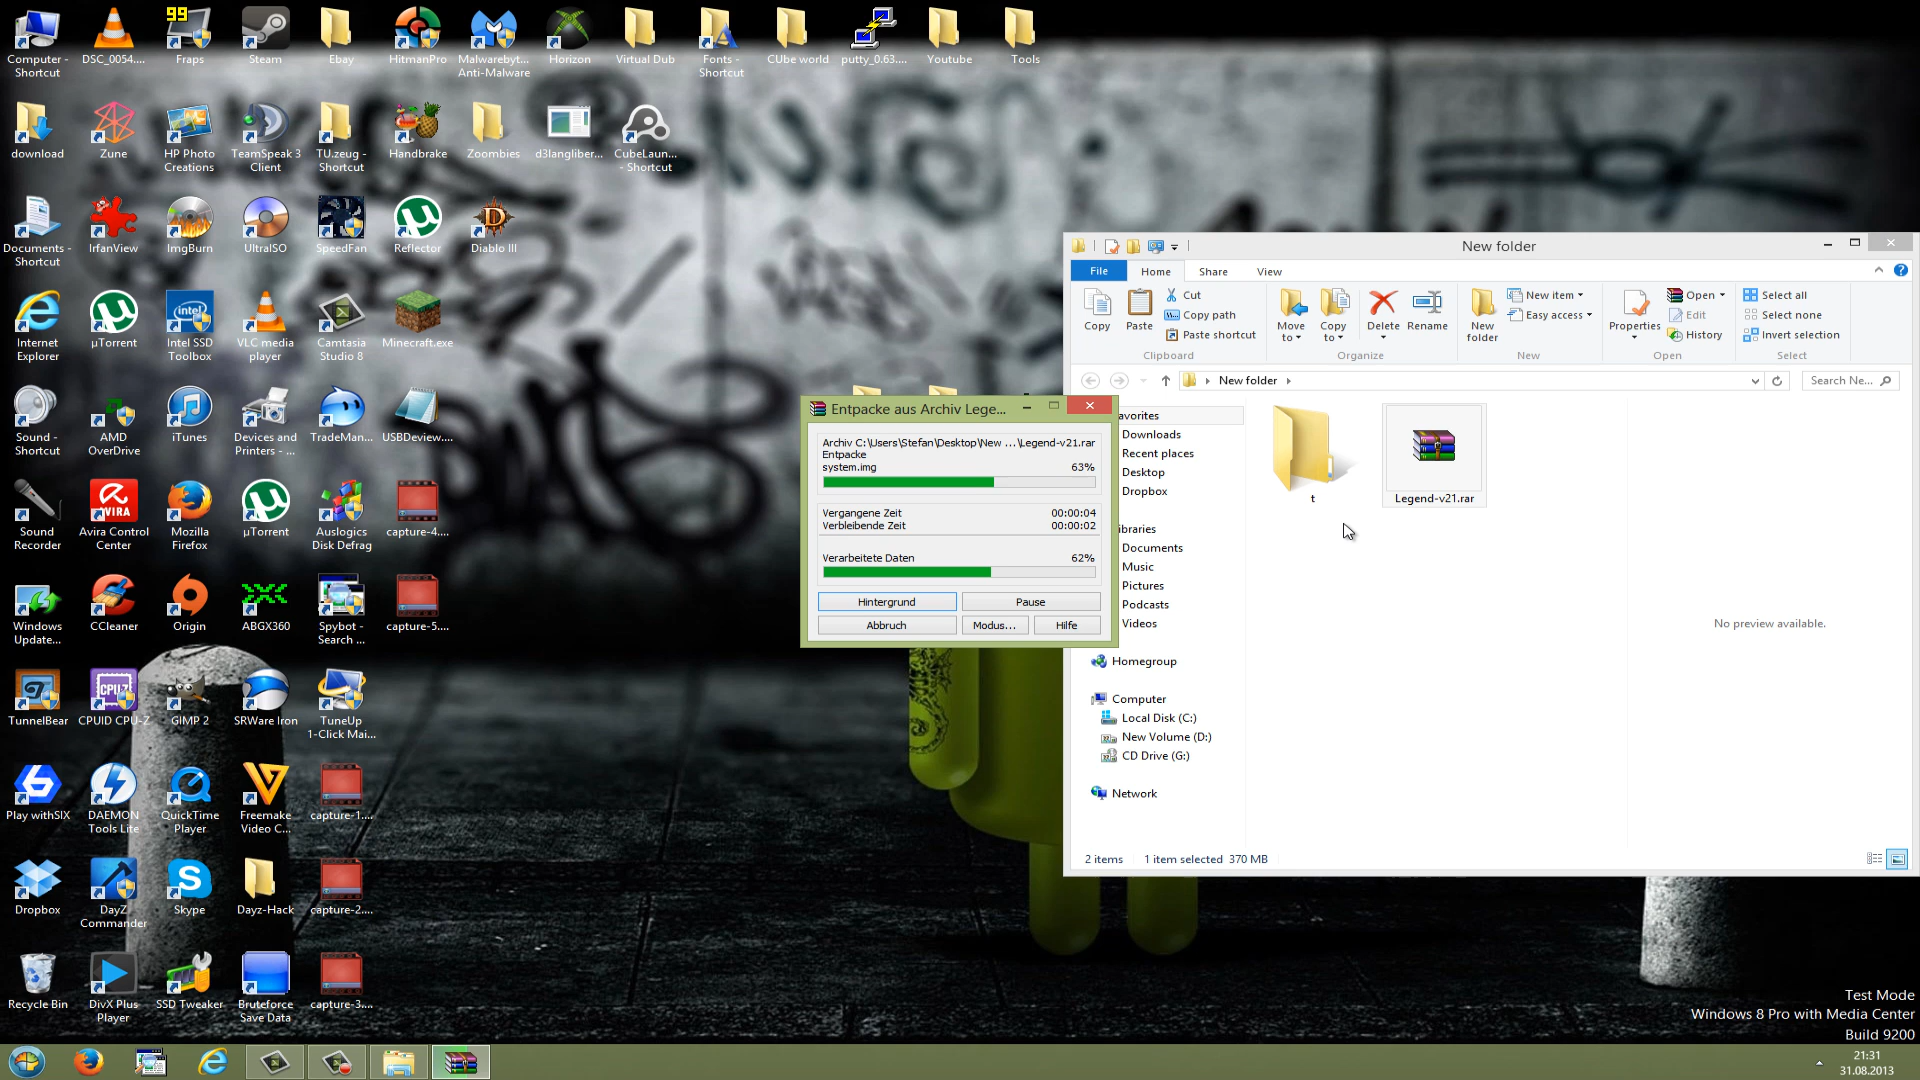 99
Computer - Shortcut
DSC_0054....
Fraps
Steam
Ebay
HitmanPro
Malwarebyt... Anti-Malware
Horizon
Virtual Dub
Fonts - Shortcut
CUbe world
putty_0.63....
Youtube
Tools
download
Zune
HP Photo Creations
TeamSpeak 3 Client
TU.zeug - Shortcut
Handbrake
Zoombies
d3langliber...
CubeLaun... - Shortcut
Documents - Shortcut
IrfanView
ImgBurn
UltraISO
SpeedFan
Reflector
Diablo III
Internet Explorer
µTorrent
Intel SSD Toolbox
VLC media player
Camtasia Studio 8
Minecraft.exe
Sound - Shortcut
AMD OverDrive
iTunes
Devices and Printers - ...
TradeMan...
USBDeview....
Sound Recorder
Avira Control Center
Mozilla Firefox
µTorrent
Auslogics Disk Defrag
capture-4....
Windows Update...
CCleaner
Origin
ABGX360
Spybot - Search ...
capture-5....
TunnelBear
CPUID CPU-Z
GIMP 2
SRWare Iron
TuneUp 1-Click Mai...
Play withSIX
DAEMON Tools Lite
QuickTime Player
Freemake Video C...
capture-1....
Dropbox
DayZ Commander
Skype
Dayz-Hack
capture-2....
Recycle Bin
DivX Plus Player
SSD Tweaker
Bruteforce Save Data
capture-3....
Entpacke aus Archiv Lege...
Archiv C:\Users\Stefan\Desktop\New ...\Legend-v21.rar
Entpacke
system.img 63%
Vergangene Zeit 00:00:04
Verbleibende Zeit 00:00:02
Verarbeitete Daten 62%
Hintergrund Pause
Abbruch Modus... Hilfe
New folder
File Home Share View
Copy
Paste
Cut
Copy path
Paste shortcut
Clipboard
Move to
Copy to
Delete
Rename
Organize
New folder
New item
Easy access
New
Properties
Open
Edit
History
Open
Select all
Select none
Invert selection
Select
New folder
Search Ne...
avorites
Downloads
Recent places
Desktop
Dropbox
ibraries
Documents
Music
Pictures
Podcasts
Videos
Homegroup
Computer
Local Disk (C:)
New Volume (D:)
CD Drive (G:)
Network
t
Legend-v21.rar
No preview available.
2 items 1 item selected 370 MB
Test Mode
Windows 8 Pro with Media Center
Build 9200
21:31
31.08.2013